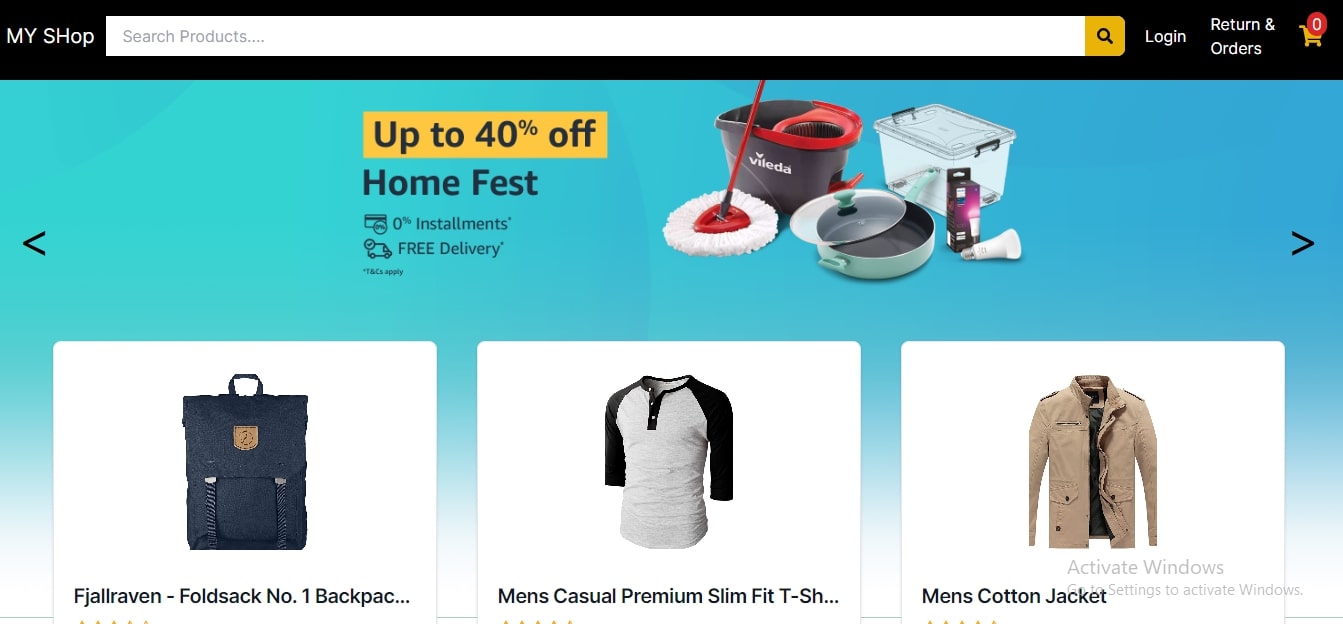 MY SHop
Search Products....
Login
Return &
Orders
0
Up to 40% off
Home Fest
0% Installments*
FREE Delivery*
*T&Cs apply
0%
vileda
<
>
Fjallraven - Foldsack No. 1 Backpac...
Mens Casual Premium Slim Fit T-Sh...
Mens Cotton Jacket
Activate Windows
Go to Settings to activate Windows.